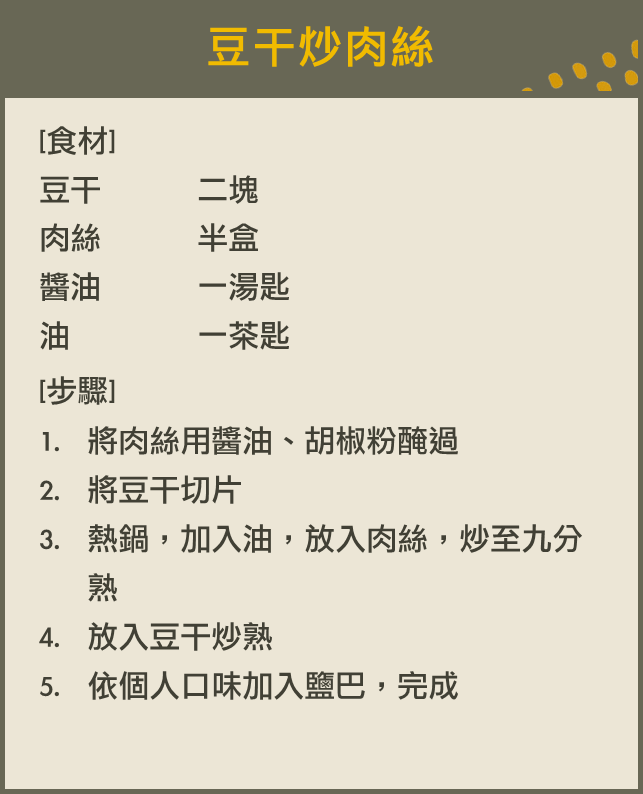 豆干炒肉絲
[食材]
豆干 二塊
肉絲 半盒
醬油 一湯匙
油 一茶匙
[步驟]
1. 將肉絲用醬油、胡椒粉醃過
2. 將豆干切片
3. 熱鍋，加入油，放入肉絲，炒至九分
熟
4. 放入豆干炒熟
5. 依個人口味加入鹽巴，完成